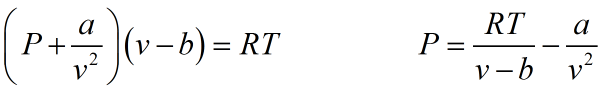 (P + a/v²)(v − b) = RT P = RT/(v − b) − a/v²